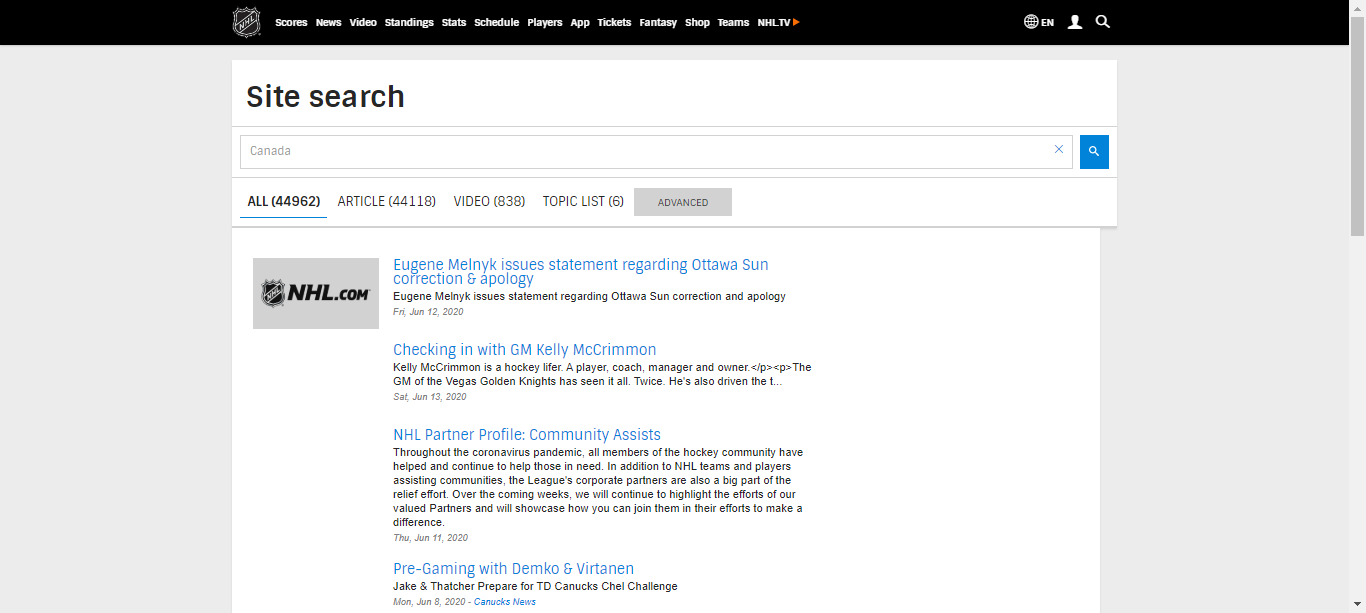 NHL Scores News Video Standings Stats Schedule Players App Tickets Fantasy Shop Teams NHL.TV EN
Site search
Canada
ALL (44962) ARTICLE (44118) VIDEO (838) TOPIC LIST (6) ADVANCED
NHL NHL.COM
Eugene Melnyk issues statement regarding Ottawa Sun
correction & apology
Eugene Melnyk issues statement regarding Ottawa Sun correction and apology
Fri, Jun 12, 2020
Checking in with GM Kelly McCrimmon
Kelly McCrimmon is a hockey lifer. A player, coach, manager and owner.</p><p>The
GM of the Vegas Golden Knights has seen it all. Twice. He's also driven the t...
Sat, Jun 13, 2020
NHL Partner Profile: Community Assists
Throughout the coronavirus pandemic, all members of the hockey community have
helped and continue to help those in need. In addition to NHL teams and players
assisting communities, the League's corporate partners are also a big part of the
relief effort. Over the coming weeks, we will continue to highlight the efforts of our
valued Partners and will showcase how you can join them in their efforts to make a
difference.
Thu, Jun 11, 2020
Pre-Gaming with Demko & Virtanen
Jake & Thatcher Prepare for TD Canucks Chel Challenge
Mon, Jun 8, 2020 - Canucks News